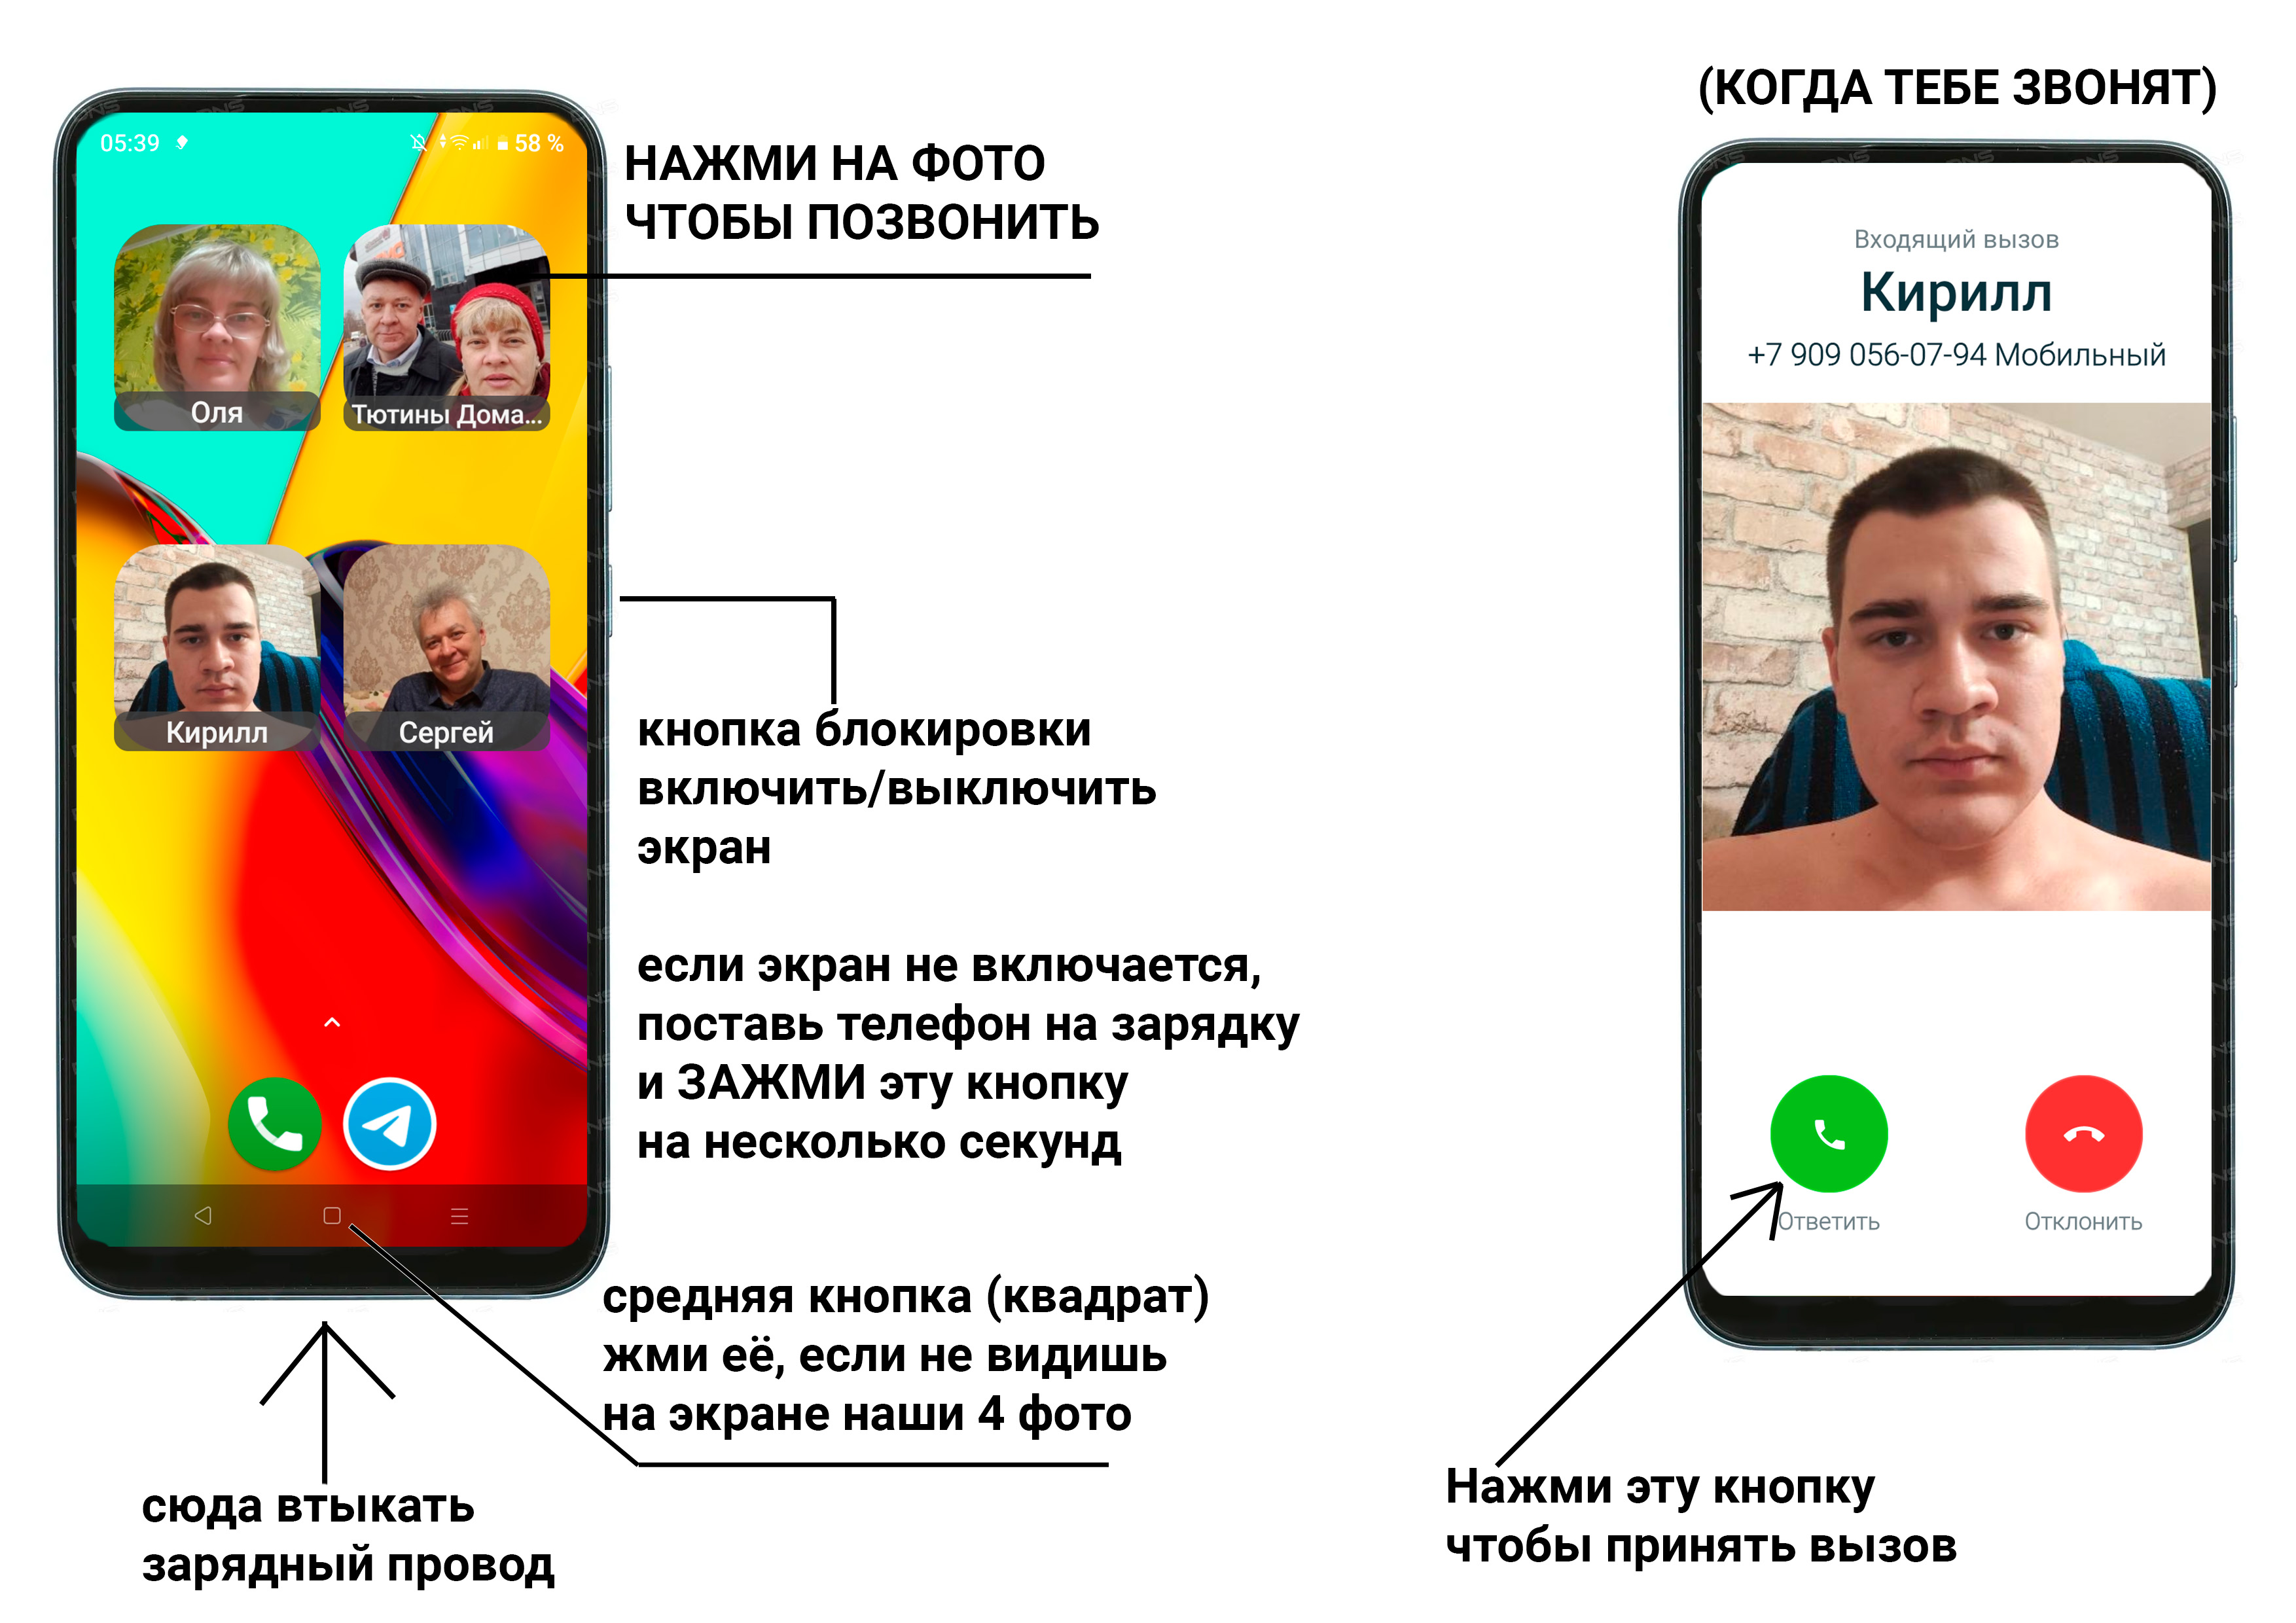 (КОГДА ТЕБЕ ЗВОНЯТ)
05:39
58 %
НАЖМИ НА ФОТО
ЧТОБЫ ПОЗВОНИТЬ
Оля
Тютины Дома...
Кирилл
Сергей
кнопка блокировки
включить/выключить
экран
если экран не включается,
поставь телефон на зарядку
и ЗАЖМИ эту кнопку
на несколько секунд
средняя кнопка (квадрат)
жми её, если не видишь
на экране наши 4 фото
сюда втыкать
зарядный провод
Входящий вызов
Кирилл
+7 909 056-07-94 Мобильный
Ответить
Отклонить
Нажми эту кнопку
чтобы принять вызов